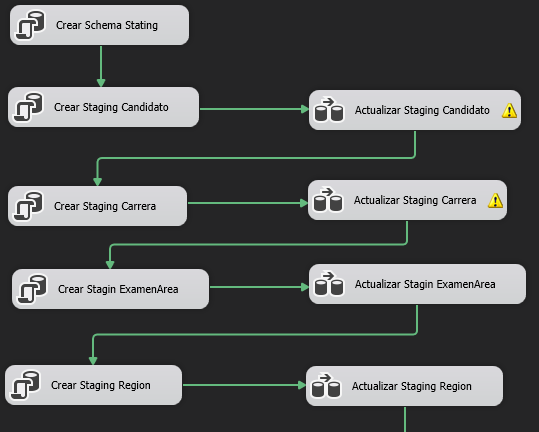 Crear Schema Stating
Crear Staging Candidato
Actualizar Staging Candidato
Crear Staging Carrera
Actualizar Staging Carrera
Crear Stagin ExamenArea
Actualizar Stagin ExamenArea
Crear Staging Region
Actualizar Staging Region